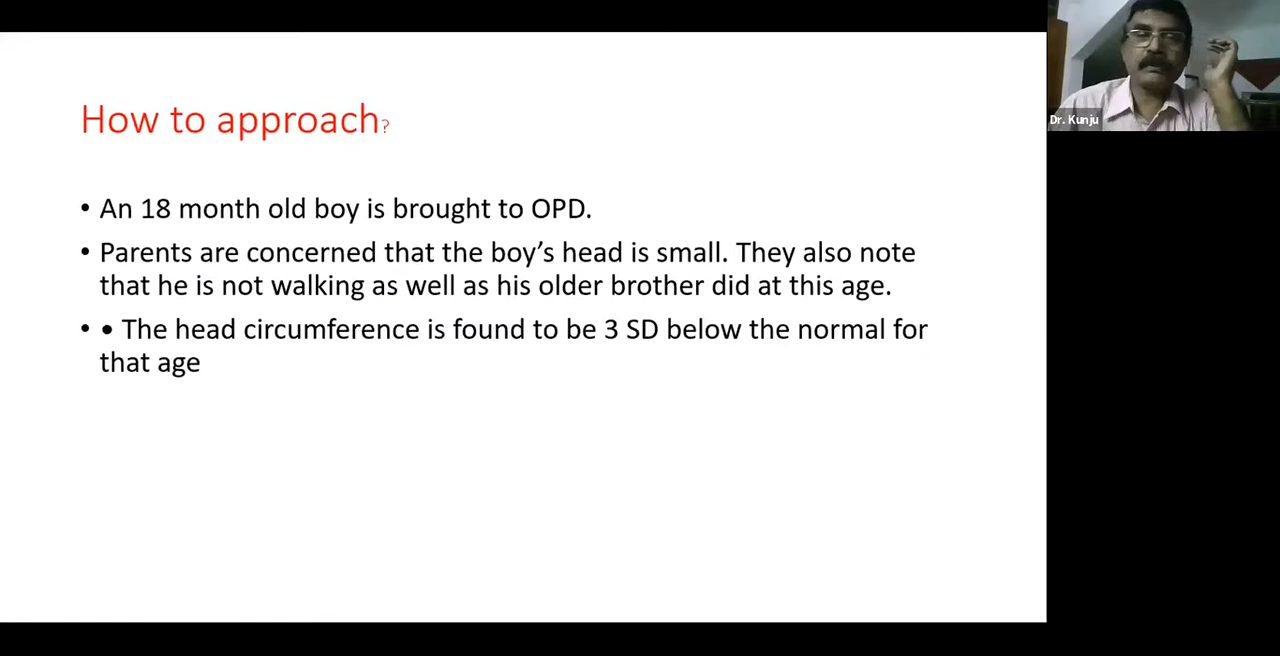 How to approach?
• An 18 month old boy is brought to OPD.
• Parents are concerned that the boy’s head is small. They also note
that he is not walking as well as his older brother did at this age.
• • The head circumference is found to be 3 SD below the normal for
that age
Dr. Kunju